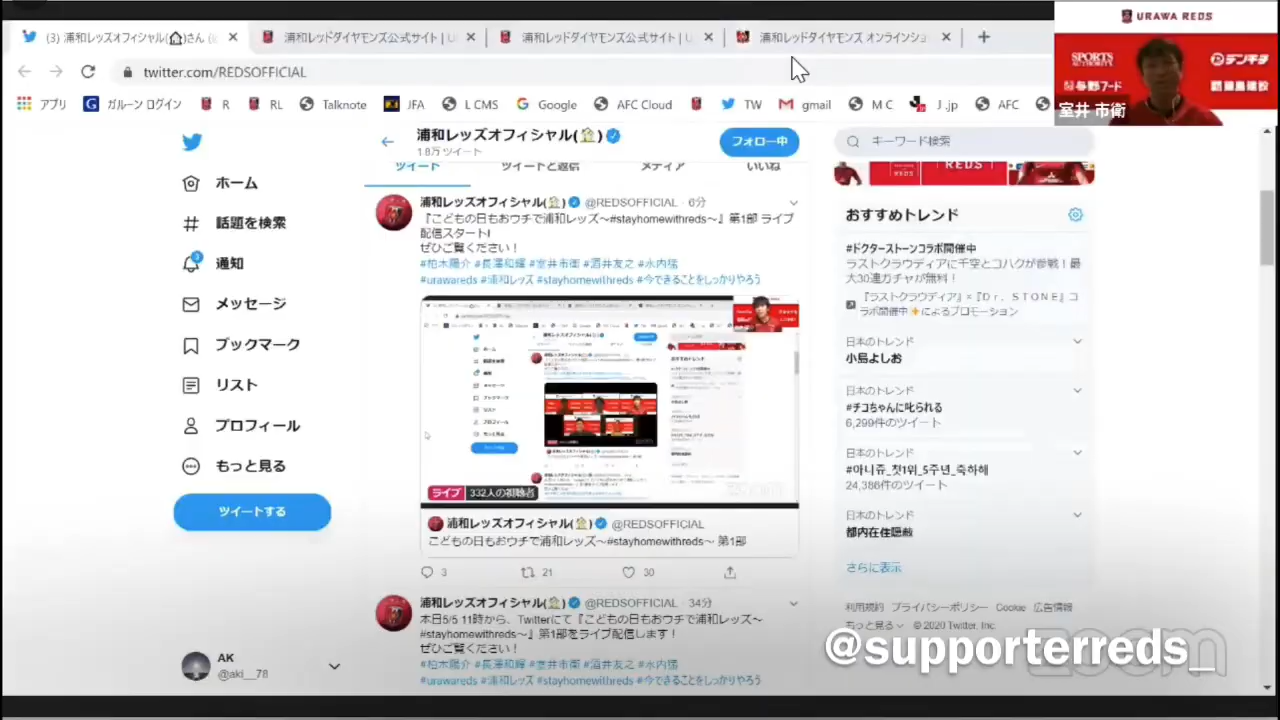 (3) 浦和レッズオフィシャル(🏠)さん (@
浦和レッドダイヤモンズ公式サイト | U
浦和レッドダイヤモンズ公式サイト | U
浦和レッドダイヤモンズ オンラインショ
twitter.com/REDSOFFICIAL
アプリ
ガルーン ログイン
R
RL
Talknote
JFA
L CMS
Google
AFC Cloud
TW
gmail
M C
J.jp
AFC
URAWA REDS
SPORTS AUTHORITY
デンキチ
与野フード
室井 市衛
浦和レッズオフィシャル(🏠)
1.8万 ツイート
フォロー中
キーワード検索
ツイート
ツイートと返信
メディア
いいね
ホーム
話題を検索
通知
メッセージ
ブックマーク
リスト
プロフィール
もっと見る
ツイートする
AK
@aki__78
浦和レッズオフィシャル(🏠) @REDSOFFICIAL · 6分
『こどもの日もおウチで浦和レッズ～#stayhomewithreds～』第1部 ライブ
配信スタート!
ぜひご覧ください！
#柏木陽介 #長澤和輝 #室井市衛 #酒井友之 #水内猛
#urawareds #浦和レッズ #stayhomewithreds #今できることをしっかりやろう
ライブ
332人の視聴者
浦和レッズオフィシャル(🏠) @REDSOFFICIAL
こどもの日もおウチで浦和レッズ～#stayhomewithreds～ 第1部
3
21
30
浦和レッズオフィシャル(🏠) @REDSOFFICIAL · 34分
本日5/5 11時から、Twitterにて『こどもの日もおウチで浦和レッズ～
#stayhomewithreds～』第1部をライブ配信します！
ぜひご覧ください！
#柏木陽介 #長澤和輝 #室井市衛 #酒井友之 #水内猛
#urawareds #浦和レッズ #stayhomewithreds #今できることをしっかりやろう
REDS
おすすめトレンド
#ドクターストーンコラボ開催中
ラストクラウディアに千空とコハクが参戦！最
大30連ガチャが無料！
『ラストクラウディア』×『Dr．ＳＴＯＮＥ』コ
ラボ開催中✨によるプロモーション
日本のトレンド
小島よしお
日本のトレンド
#チコちゃんに叱られる
6,299件のツイート
日本のトレンド
#아니쥬_첫1위_5주년_축하해
24,386件のツイート
日本のトレンド
都内在住隠蔽
さらに表示
利用規約 プライバシーポリシー Cookie 広告情報
もっと見る © 2020 Twitter, Inc.
zoom
@supporterreds_